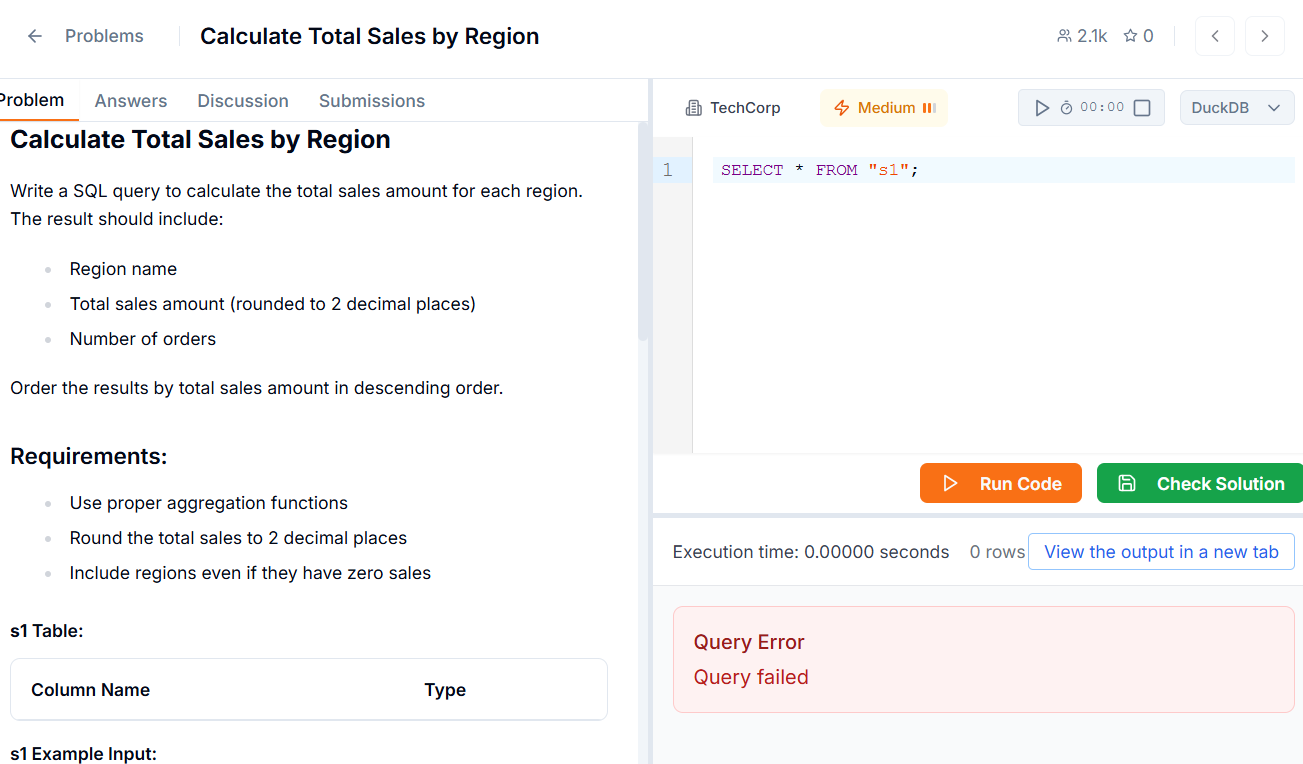 Problems
Calculate Total Sales by Region
2.1k
0
Problem
Answers
Discussion
Submissions
Calculate Total Sales by Region
Write a SQL query to calculate the total sales amount for each region.
The result should include:
Region name
Total sales amount (rounded to 2 decimal places)
Number of orders
Order the results by total sales amount in descending order.
Requirements:
Use proper aggregation functions
Round the total sales to 2 decimal places
Include regions even if they have zero sales
s1 Table:
Column Name Type
s1 Example Input:
TechCorp
Medium
00:00
DuckDB
1
SELECT * FROM "s1";
Run Code
Check Solution
Execution time: 0.00000 seconds
0 rows
View the output in a new tab
Query Error
Query failed